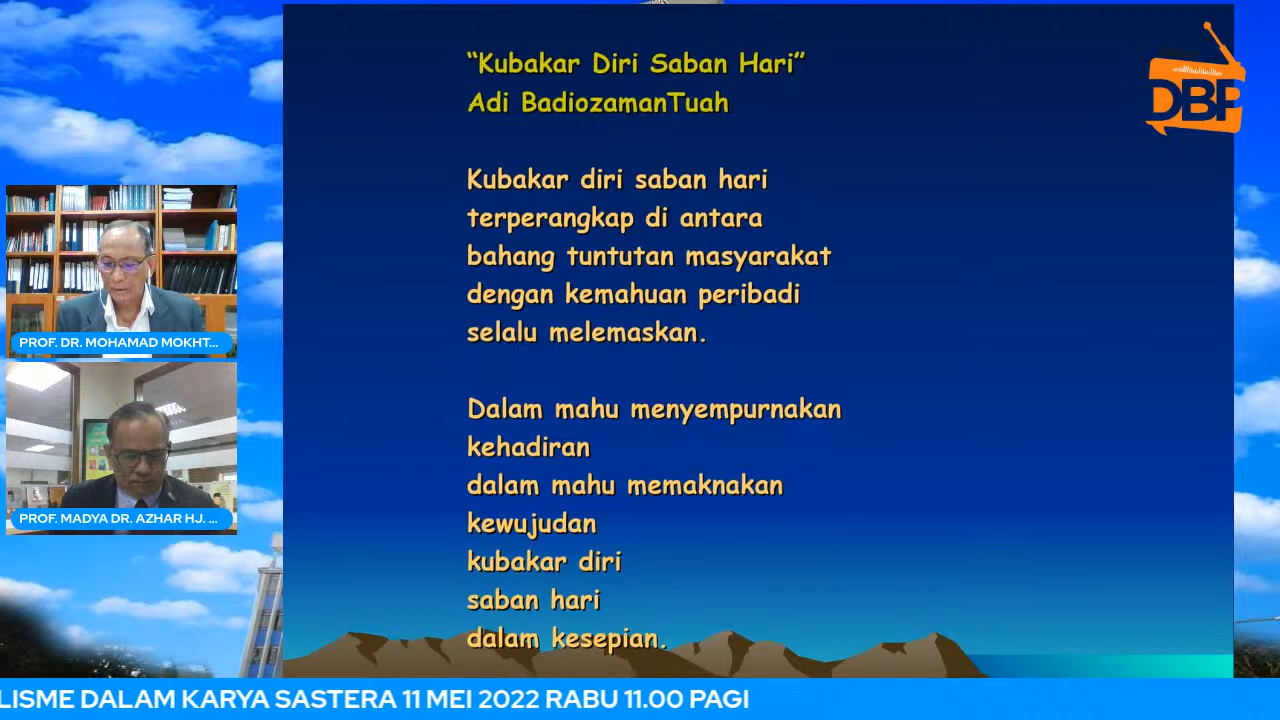 “Kubakar Diri Saban Hari”
Adi BadiozamanTuah
Kubakar diri saban hari
terperangkap di antara
bahang tuntutan masyarakat
dengan kemahuan peribadi
selalu melemaskan.
Dalam mahu menyempurnakan
kehadiran
dalam mahu memaknakan
kewujudan
kubakar diri
saban hari
dalam kesepian.
DBP
PROF. DR. MOHAMAD MOKHT...
PROF. MADYA DR. AZHAR HJ. ...
LISME DALAM KARYA SASTERA 11 MEI 2022 RABU 11.00 PAGI